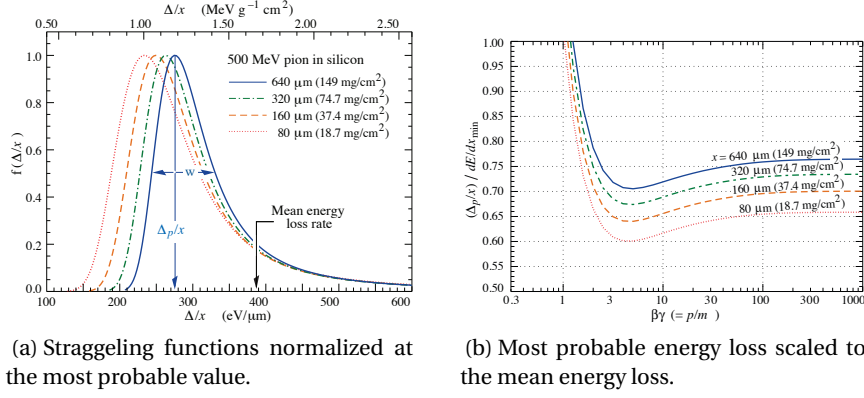 Δ/x (MeV g⁻¹ cm²)
0.50 1.00 1.50 2.00 2.50
1.0
0.8
0.6
0.4
0.2
0.0
f(Δ/x)
500 MeV pion in silicon
640 µm (149 mg/cm²)
320 µm (74.7 mg/cm²)
160 µm (37.4 mg/cm²)
80 µm (18.7 mg/cm²)
w
Δp/x
Mean energy
loss rate
100 200 300 400 500 600
Δ/x (eV/µm)
(a) Straggeling functions normalized at
the most probable value.
1.00
0.95
0.90
0.85
0.80
0.75
0.70
0.65
0.60
0.55
0.50
(Δp/x) / dE/dx min
x = 640 µm (149 mg/cm²)
320 µm (74.7 mg/cm²)
160 µm (37.4 mg/cm²)
80 µm (18.7 mg/cm²)
0.3 1 3 10 30 100 300 1000
βγ (= p/m)
(b) Most probable energy loss scaled to
the mean energy loss.